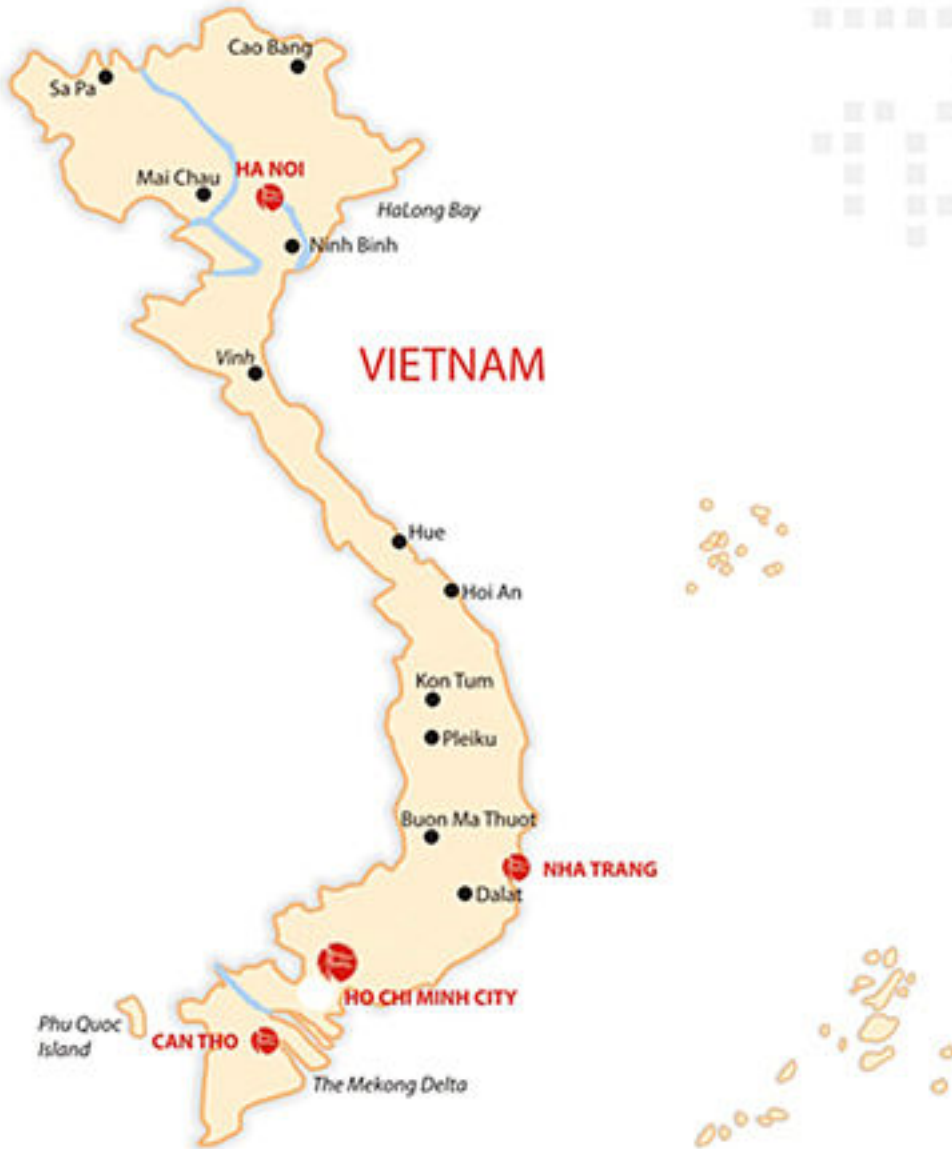 Cao Bang
Sa Pa
HA NOI
Mai Chau
HaLong Bay
Ninh Binh
VIETNAM
Vinh
Hue
Hoi An
Kon Tum
Pleiku
Buon Ma Thuot
NHA TRANG
Dalat
HO CHI MINH CITY
Phu Quoc
Island
CAN THO
The Mekong Delta